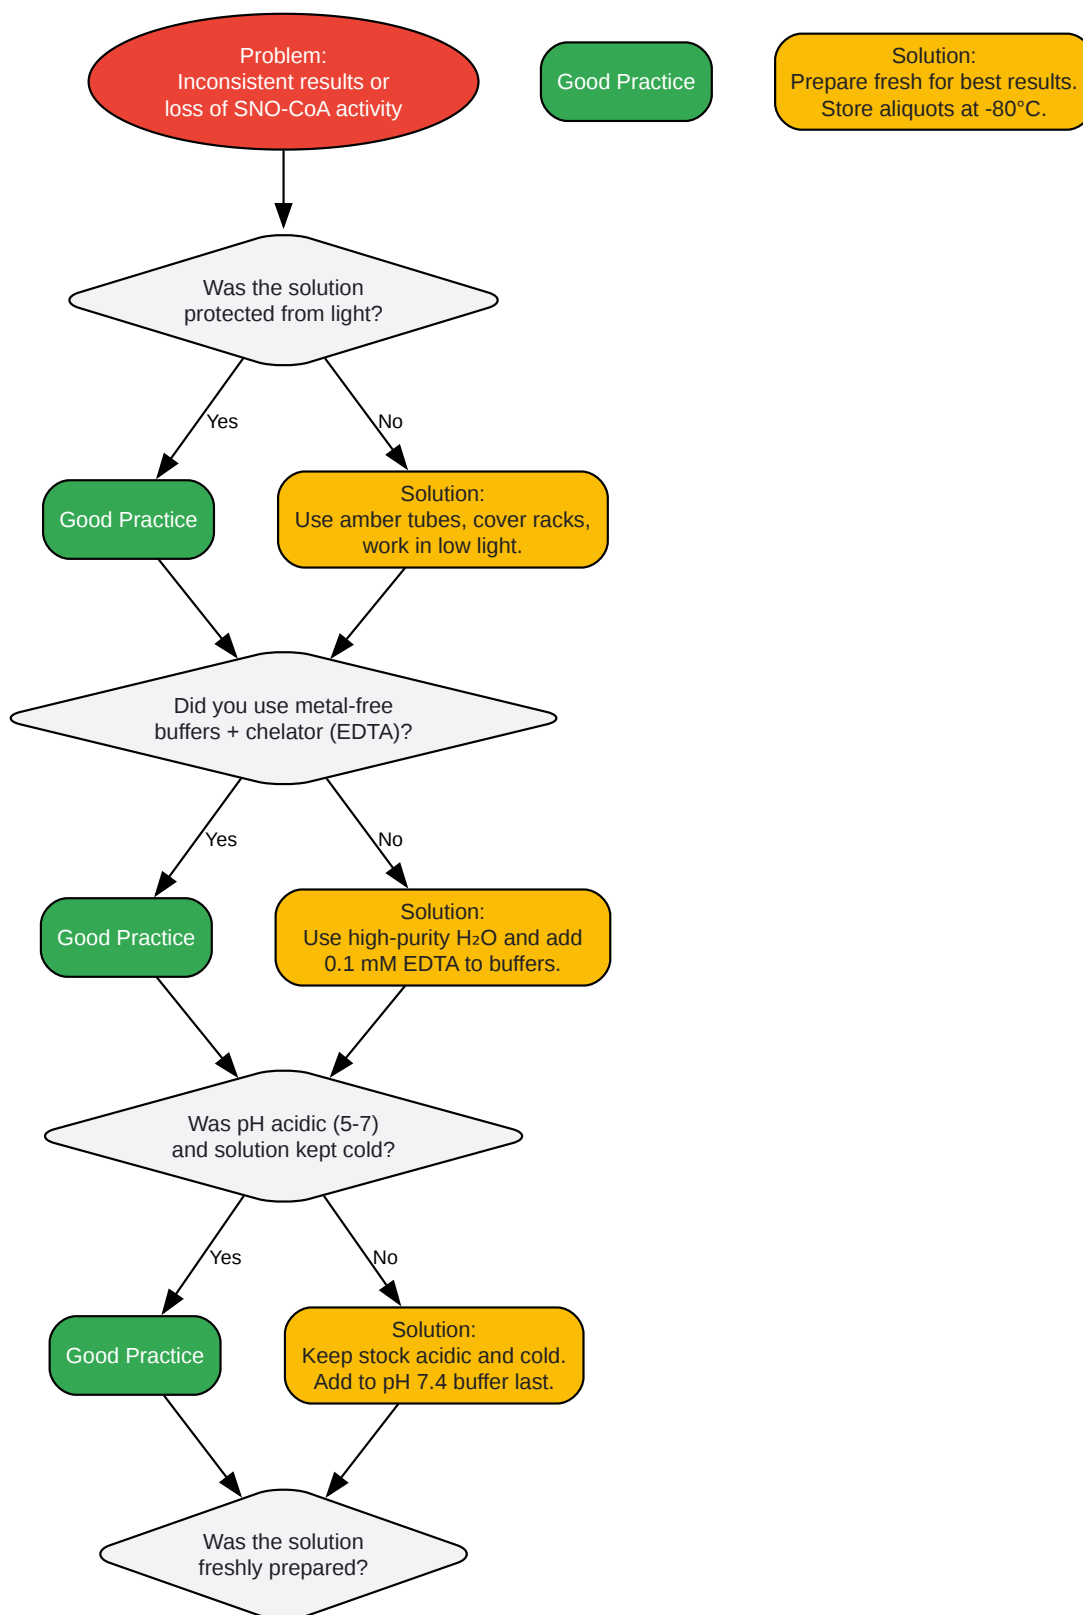 Problem:
Inconsistent results or
loss of SNO-CoA activity
Good Practice
Solution:
Prepare fresh for best results.
Store aliquots at -80°C.
Was the solution
protected from light?
Yes
No
Good Practice
Solution:
Use amber tubes, cover racks,
work in low light.
Did you use metal-free
buffers + chelator (EDTA)?
Yes
No
Good Practice
Solution:
Use high-purity H₂O and add
0.1 mM EDTA to buffers.
Was pH acidic (5-7)
and solution kept cold?
Yes
No
Good Practice
Solution:
Keep stock acidic and cold.
Add to pH 7.4 buffer last.
Was the solution
freshly prepared?